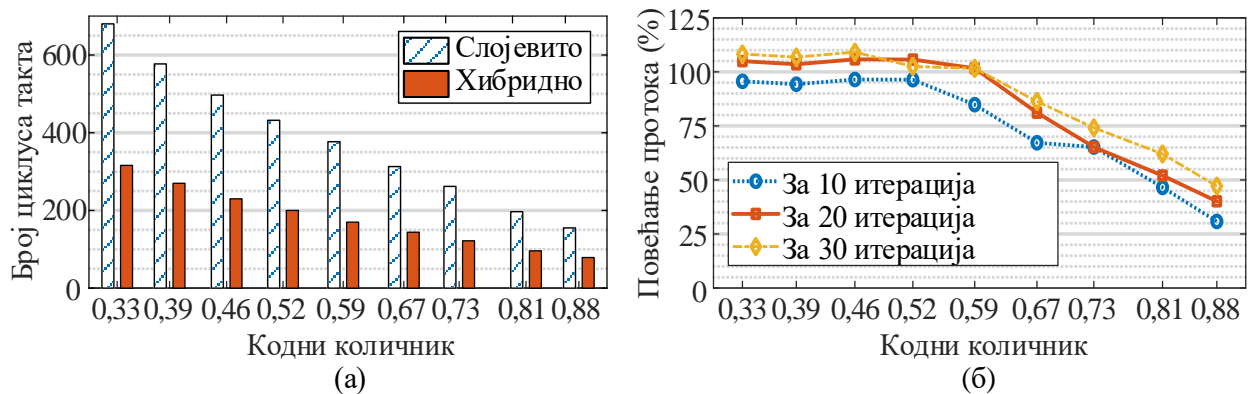 Број циклуса такта
600
400
200
0
Слојевито
Хибридно
0,33 0,39 0,46 0,52 0,59 0,67 0,73 0,81 0,88
Кодни количник
(а)
Повећање протока (%)
125
100
75
50
25
0
За 10 итерација
За 20 итерација
За 30 итерација
0,33 0,39 0,46 0,52 0,59 0,67 0,73 0,81 0,88
Кодни количник
(б)